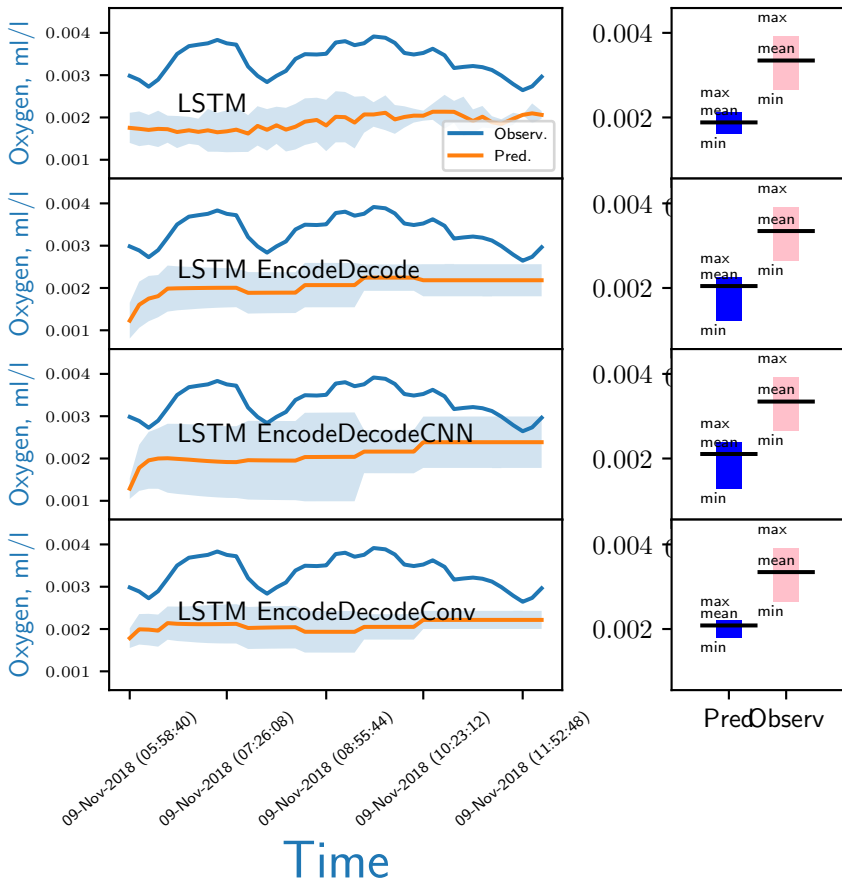 Oxygen, ml/l
0.004
0.003
0.002
0.001
LSTM
Observ.
Pred.
0.004
0.002
max
mean
min
max
mean
min
Oxygen, ml/l
0.004
0.003
0.002
0.001
LSTM EncodeDecode
0.004
0.002
max
mean
min
max
mean
min
Oxygen, ml/l
0.004
0.003
0.002
0.001
LSTM EncodeDecodeCNN
0.004
0.002
max
mean
min
max
mean
min
Oxygen, ml/l
0.004
0.003
0.002
0.001
LSTM EncodeDecodeConv
0.004
0.002
max
mean
min
max
mean
min
09-Nov-2018 (05:58:40)
09-Nov-2018 (07:26:08)
09-Nov-2018 (08:55:44)
09-Nov-2018 (10:23:12)
09-Nov-2018 (11:52:48)
Pred
Observ
Time